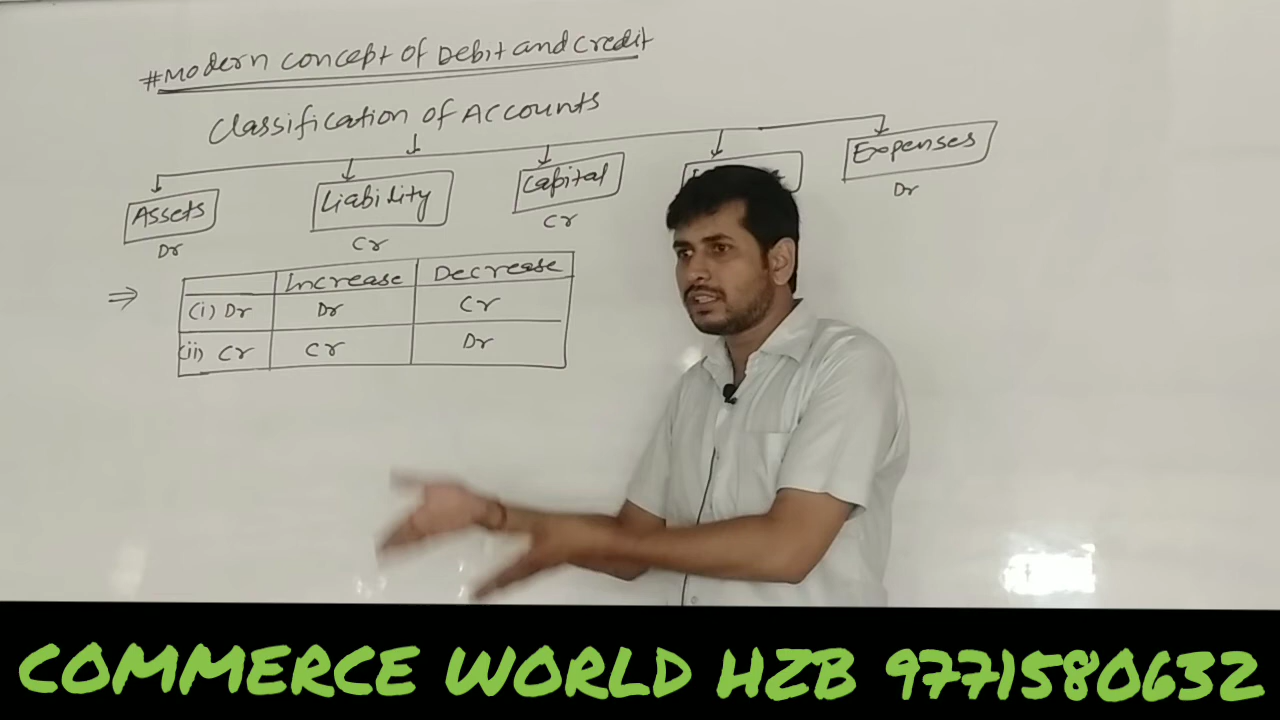 #Modern concept of Debit and Credit
Classification of Accounts
Assets Liability Capital Expenses
Dr Cr Cr Dr
⇒ Increase Decrease
(i) Dr Dr Cr
(ii) Cr Cr Dr
COMMERCE WORLD HZB 9771580632